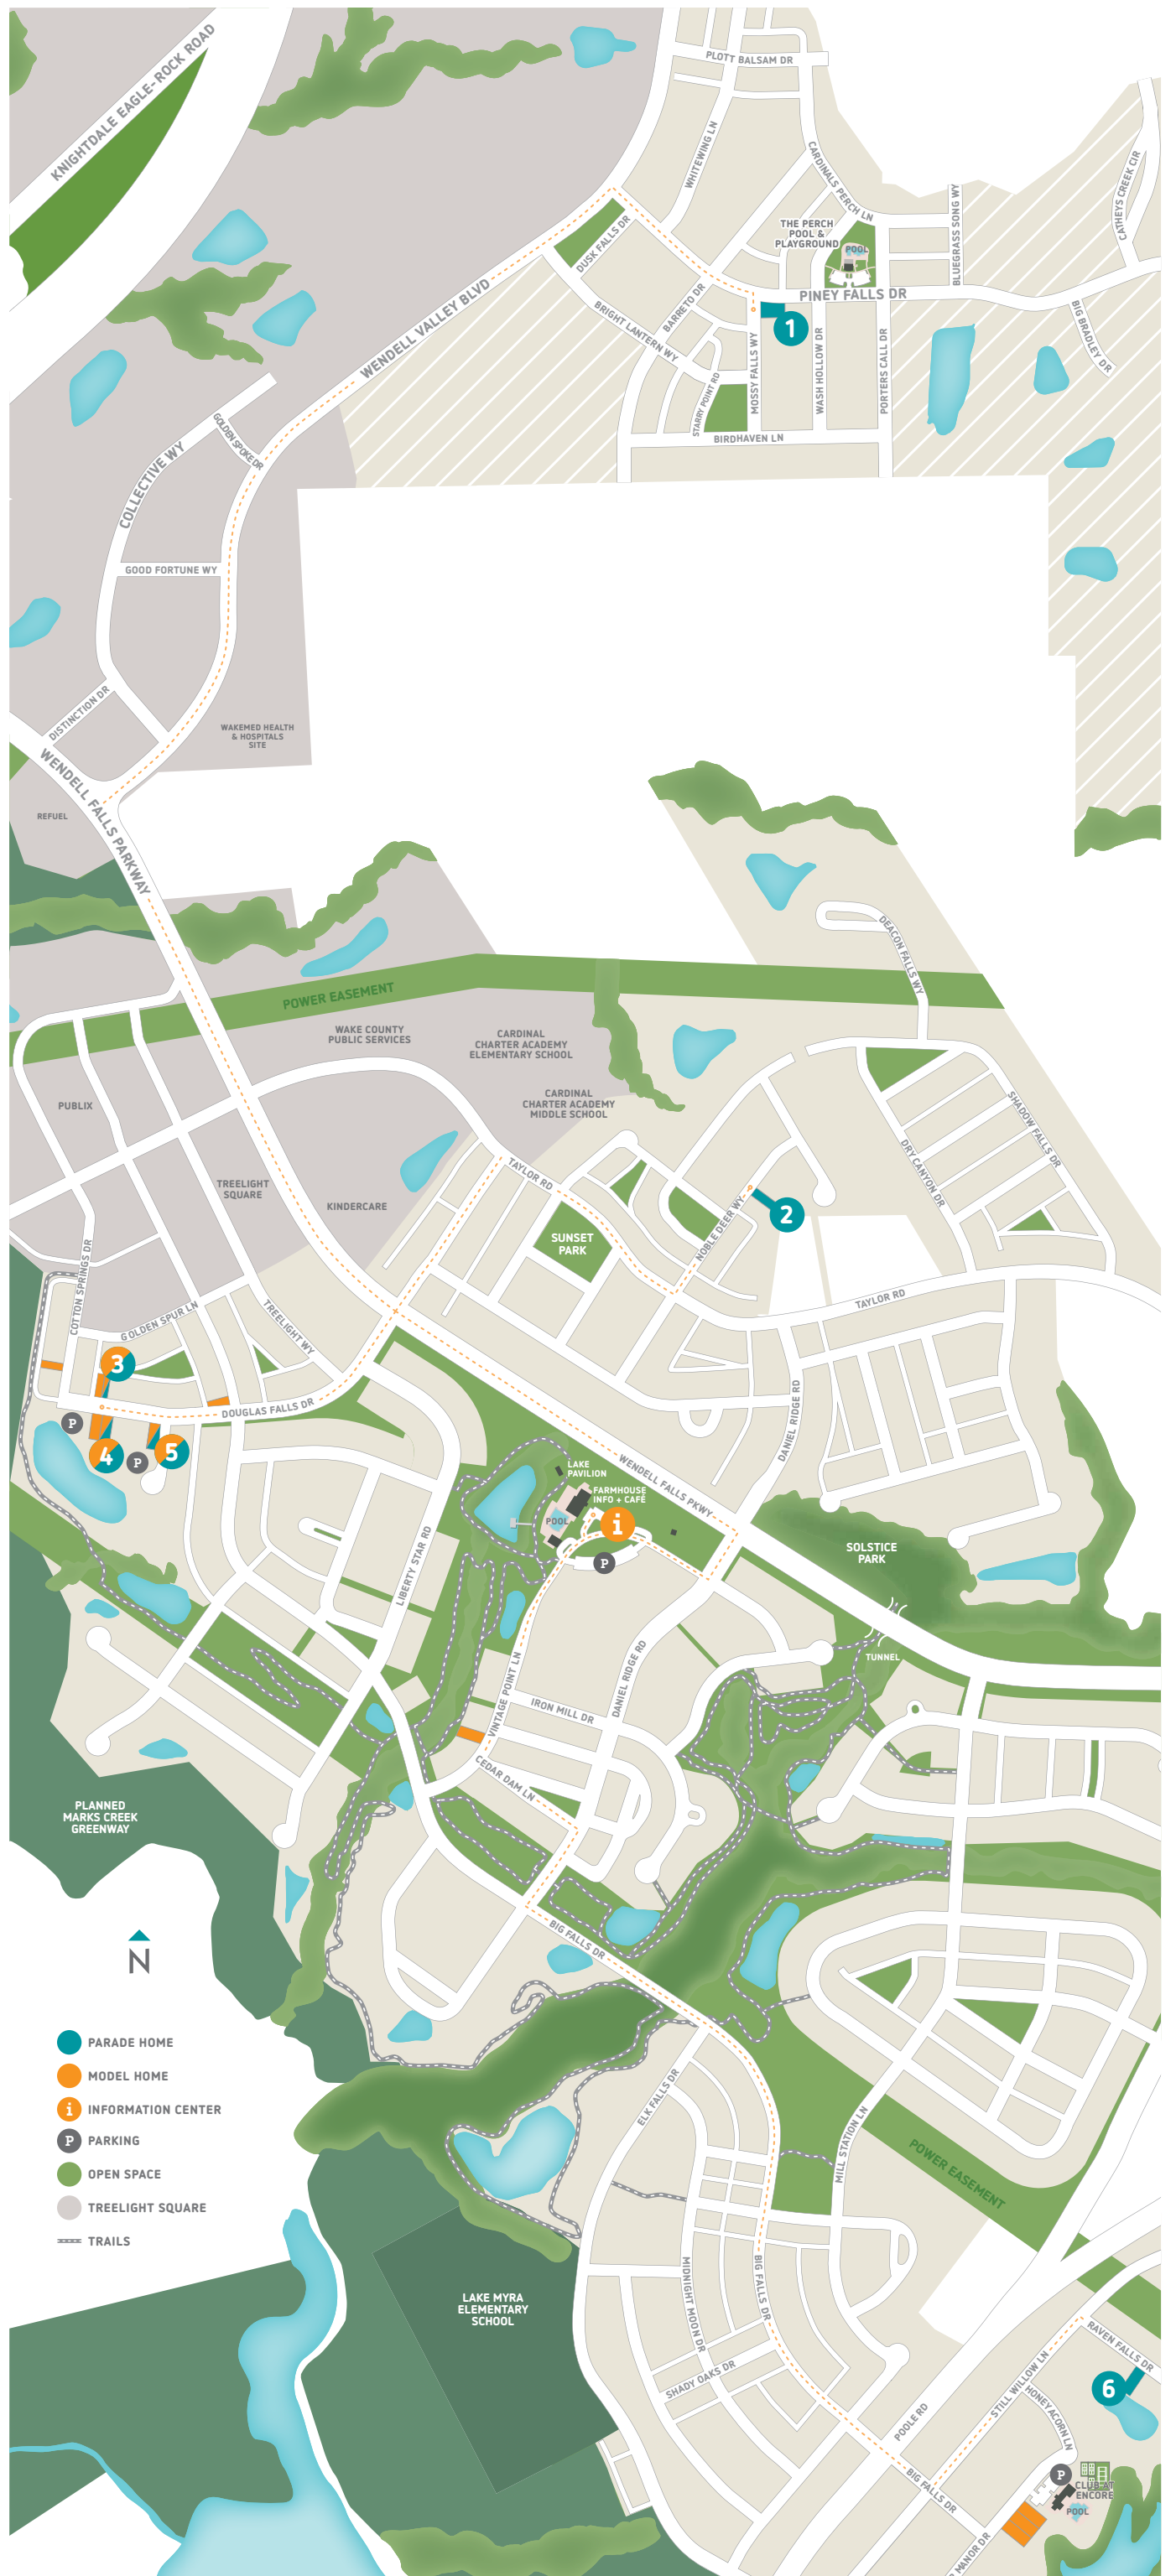 KNIGHTDALE EAGLE-ROCK ROAD
PLOTT BALSAM DR
WHITEWING LN
CARDINALS PERCH LN
CATHEYS CREEK CIR
BLUEGRASS SONG WY
THE PERCH
POOL &
PLAYGROUND
POOL
DUSK FALLS DR
PINEY FALLS DR
WENDELL VALLEY BLVD
BARRETO DR
BRIGHT LANTERN WY
1
BIG BRADLEY DR
MOSSY FALLS WY
WASH HOLLOW DR
PORTERS CALL DR
STARRY POINT RD
BIRDHAVEN LN
GOLDEN SPOKE DR
COLLECTIVE WY
GOOD FORTUNE WY
DISTINCTION DR
WAKEMED HEALTH
& HOSPITALS
SITE
WENDELL FALLS PARKWAY
REFUEL
DEACON FALLS WY
POWER EASEMENT
WAKE COUNTY
PUBLIC SERVICES
CARDINAL
CHARTER ACADEMY
ELEMENTARY SCHOOL
CARDINAL
CHARTER ACADEMY
MIDDLE SCHOOL
PUBLIX
SHADOW FALLS DR
DRY CANYON DR
TAYLOR RD
TREELIGHT
SQUARE
KINDERCARE
NOBLE DEER WY
2
SUNSET
PARK
COTTON SPRINGS DR
GOLDEN SPUR LN
TREELIGHT WY
TAYLOR RD
3
DOUGLAS FALLS DR
P
4
P
5
DANIEL RIDGE RD
WENDELL FALLS PKWY
LAKE
PAVILION
FARMHOUSE
INFO + CAFÉ
POOL
i
P
LIBERTY STAR RD
SOLSTICE
PARK
TUNNEL
VINTAGE POINT LN
DANIEL RIDGE RD
IRON MILL DR
CEDAR DAM LN
PLANNED
MARKS CREEK
GREENWAY
N
BIG FALLS DR
PARADE HOME
MODEL HOME
i INFORMATION CENTER
P PARKING
OPEN SPACE
TREELIGHT SQUARE
TRAILS
ELK FALLS DR
MILL STATION LN
POWER EASEMENT
LAKE MYRA
ELEMENTARY
SCHOOL
MIDNIGHT MOON DR
BIG FALLS DR
SHADY OAKS DR
RAVEN FALLS DR
STILL WILLOW LN
6
HONEY ACORN LN
POOLE RD
BIG FALLS DR
P
CLUB AT
ENCORE
POOL
MANOR DR